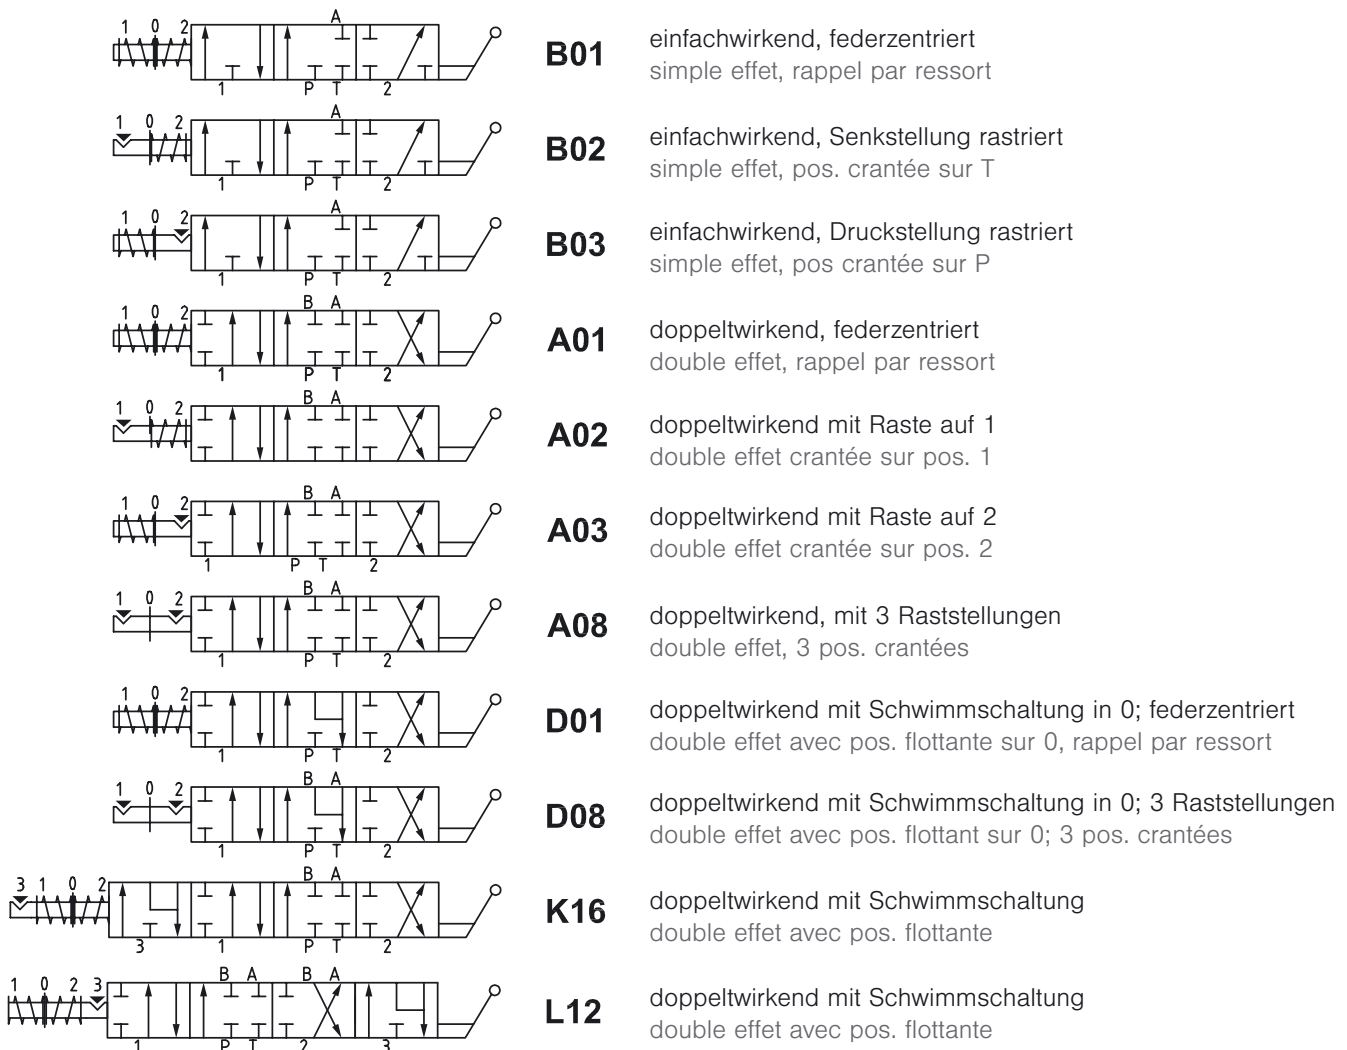 1 0 2
A
1 P T 2
B01
einfachwirkend, federzentriert
simple effet, rappel par ressort
1 0 2
A
1 P T 2
B02
einfachwirkend, Senkstellung rastriert
simple effet, pos. crantée sur T
1 0 2
A
1 P T 2
B03
einfachwirkend, Druckstellung rastriert
simple effet, pos crantée sur P
1 0 2
B A
1 P T 2
A01
doppeltwirkend, federzentriert
double effet, rappel par ressort
1 0 2
B A
1 P T 2
A02
doppeltwirkend mit Raste auf 1
double effet crantée sur pos. 1
1 0 2
B A
1 P T 2
A03
doppeltwirkend mit Raste auf 2
double effet crantée sur pos. 2
1 0 2
B A
1 P T 2
A08
doppeltwirkend, mit 3 Raststellungen
double effet, 3 pos. crantées
1 0 2
B A
1 P T 2
D01
doppeltwirkend mit Schwimmschaltung in 0; federzentriert
double effet avec pos. flottante sur 0, rappel par ressort
1 0 2
B A
1 P T 2
D08
doppeltwirkend mit Schwimmschaltung in 0; 3 Raststellungen
double effet avec pos. flottant sur 0; 3 pos. crantées
3 1 0 2
B A
3 1 P T 2
K16
doppeltwirkend mit Schwimmschaltung
double effet avec pos. flottante
1 0 2 3
B A B A
1 P T 2 3
L12
doppeltwirkend mit Schwimmschaltung
double effet avec pos. flottante